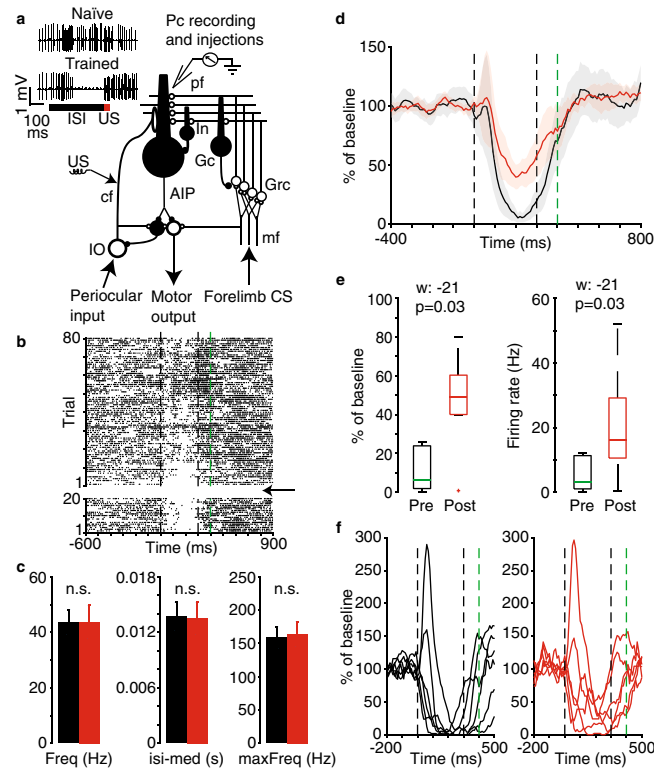 a
Naïve
Trained
1 mV
100
ms
ISI
US
Pc recording
and injections
pf
In
Gc
US
cf
AIP
Grc
mf
IO
Periocular
input
Motor
output
Forelimb CS
b
80
Trial
1
20
1
-600
Time (ms)
900
c
60
40
20
0
n.s.
Freq (Hz)
0.018
0.012
0.006
0
n.s.
isi-med (s)
250
200
150
100
50
0
n.s.
maxFreq (Hz)
d
150
100
50
0
% of baseline
-400
Time (ms)
800
e
w: -21
p=0.03
100
80
60
40
20
0
% of baseline
Pre
Post
w: -21
p=0.03
60
40
20
0
Firing rate (Hz)
Pre
Post
f
300
250
200
150
100
50
0
% of baseline
-200
Time (ms)
500
300
250
200
150
100
50
0
-200
Time (ms)
500